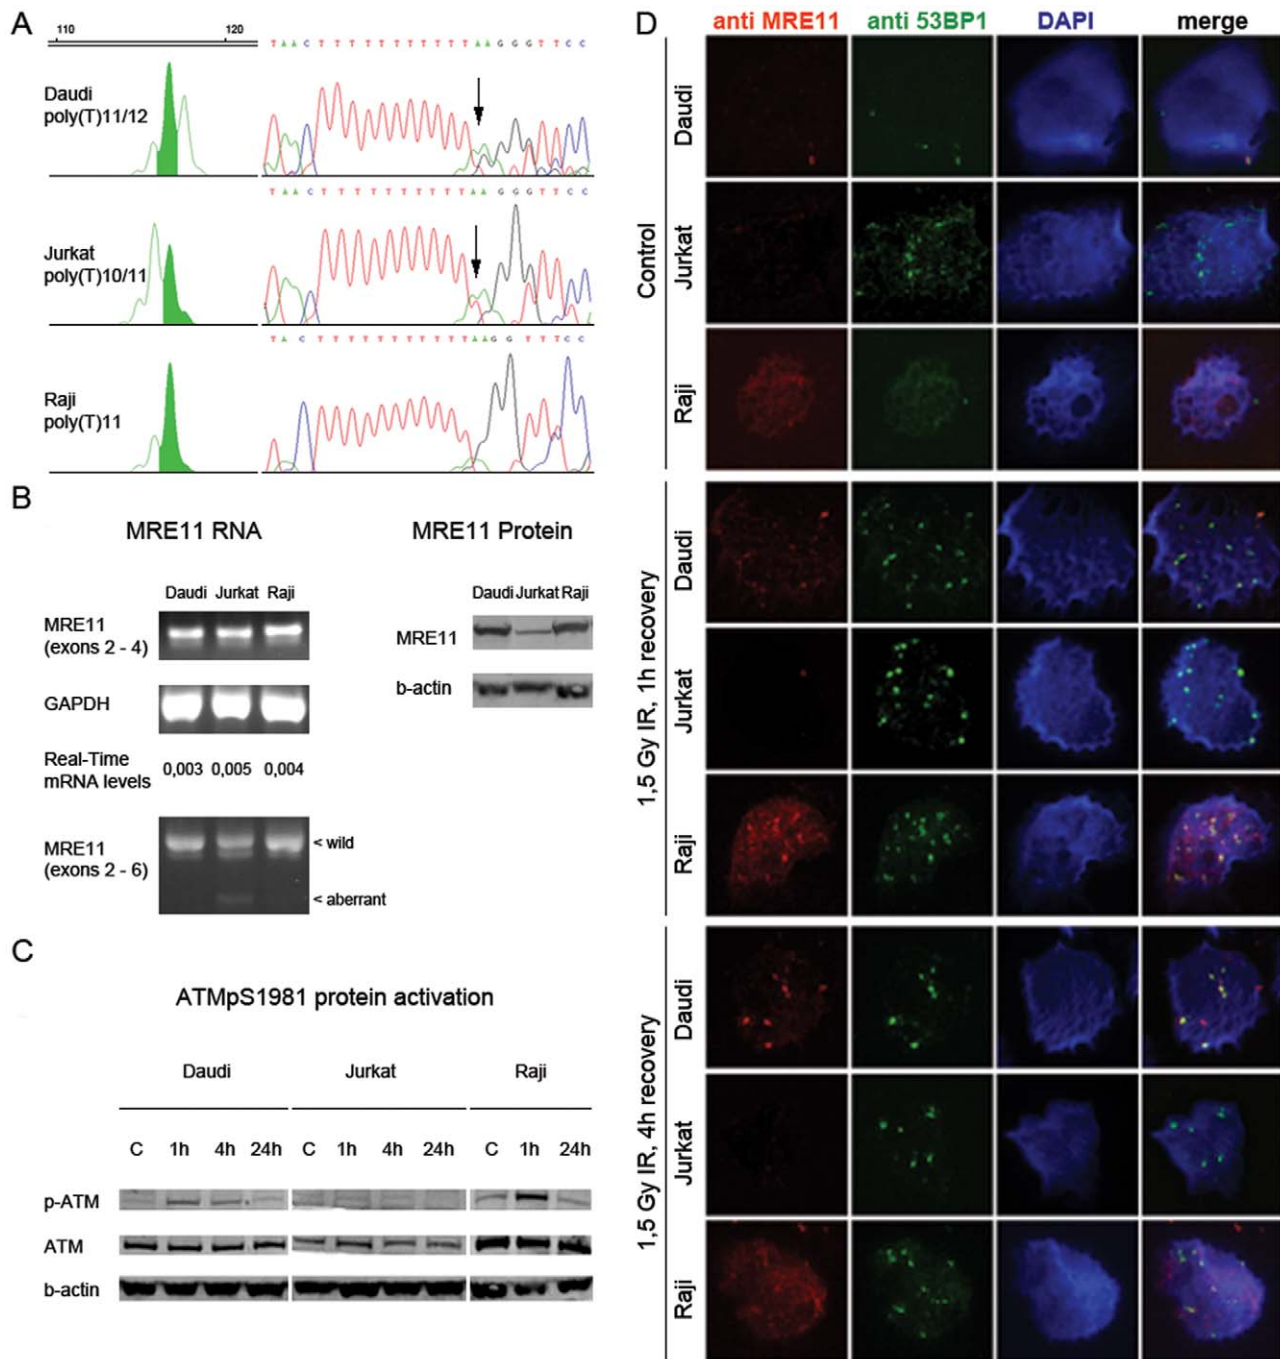 A
110 120
T A A C T T T T T T T T T T T A A G G G T T C C
Daudi
poly(T)11/12
T A A C T T T T T T T T T T A A G G G T T C C
Jurkat
poly(T)10/11
T A C T T T T T T T T T T T A A G G T T T C C
Raji
poly(T)11
B
MRE11 RNA
Daudi Jurkat Raji
MRE11
(exons 2 - 4)
GAPDH
Real-Time
mRNA levels
0,003 0,005 0,004
MRE11
(exons 2 - 6)
< wild
< aberrant
MRE11 Protein
Daudi Jurkat Raji
MRE11
b-actin
C
ATMpS1981 protein activation
Daudi Jurkat Raji
C 1h 4h 24h C 1h 4h 24h C 1h 24h
p-ATM
ATM
b-actin
D
anti MRE11 anti 53BP1 DAPI merge
Control
Daudi
Jurkat
Raji
1,5 Gy IR, 1h recovery
Daudi
Jurkat
Raji
1,5 Gy IR, 4h recovery
Daudi
Jurkat
Raji